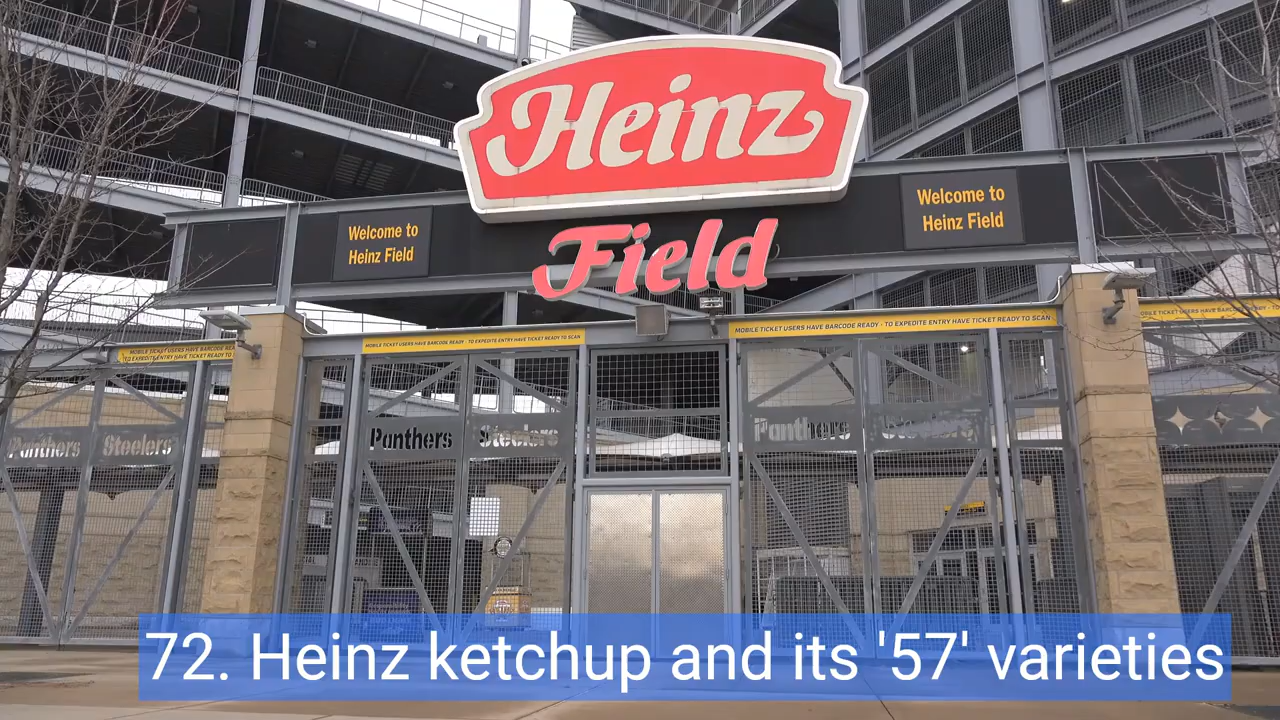 Heinz
Field
Welcome to
Heinz Field
Welcome to
Heinz Field
MOBILE TICKET USERS HAVE BARCODE READY - TO EXPEDITE ENTRY HAVE TICKET READY TO SCAN
MOBILE TICKET USERS HAVE BARCODE READY - TO EXPEDITE ENTRY HAVE TICKET READY TO SCAN
Panthers Steelers
Panthers Steelers
Panthers Steelers
72. Heinz ketchup and its '57' varieties